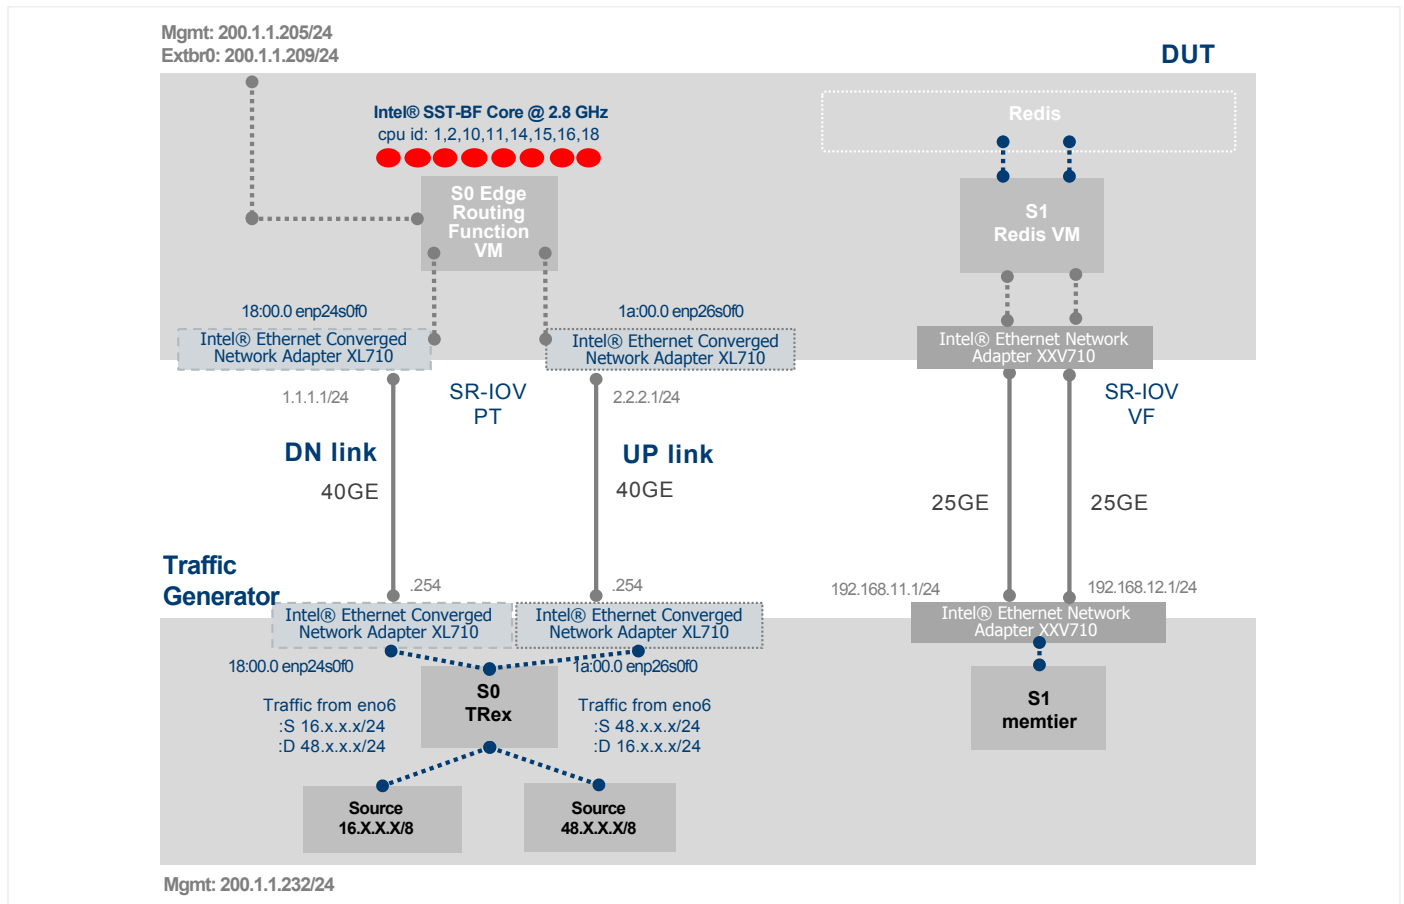 Mgmt: 200.1.1.205/24
Extbr0: 200.1.1.209/24
DUT
Intel® SST-BF Core @ 2.8 GHz
cpu id: 1,2,10,11,14,15,16,18
Redis
S0 Edge
Routing
Function
VM
S1
Redis VM
18:00.0 enp24s0f0
1a:00.0 enp26s0f0
Intel® Ethernet Converged
Network Adapter XL710
Intel® Ethernet Converged
Network Adapter XL710
Intel® Ethernet Network
Adapter XXV710
1.1.1.1/24
SR-IOV
PT
2.2.2.1/24
SR-IOV
VF
DN link
40GE
UP link
40GE
25GE
25GE
Traffic
Generator
.254
.254
192.168.11.1/24
192.168.12.1/24
Intel® Ethernet Converged
Network Adapter XL710
Intel® Ethernet Converged
Network Adapter XL710
Intel® Ethernet Network
Adapter XXV710
18:00.0 enp24s0f0
1a:00.0 enp26s0f0
Traffic from eno6
:S 16.x.x.x/24
:D 48.x.x.x/24
S0
TRex
Traffic from eno6
:S 48.x.x.x/24
:D 16.x.x.x/24
S1
memtier
Source
16.X.X.X/8
Source
48.X.X.X/8
Mgmt: 200.1.1.232/24